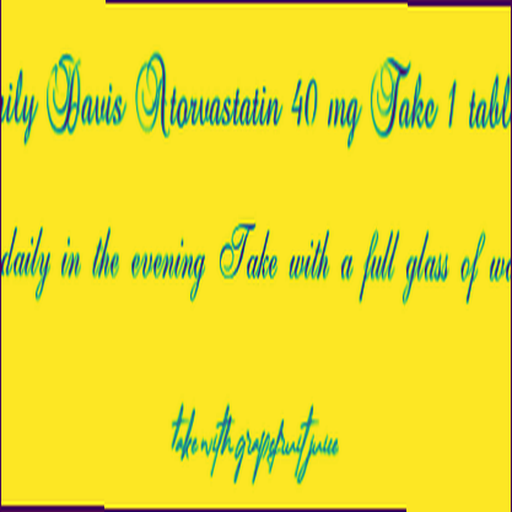 ily Davis Atorvastatin 40 mg Take 1 tabl
daily in the evening Take with a full glass of wa
take with grapefruit juice